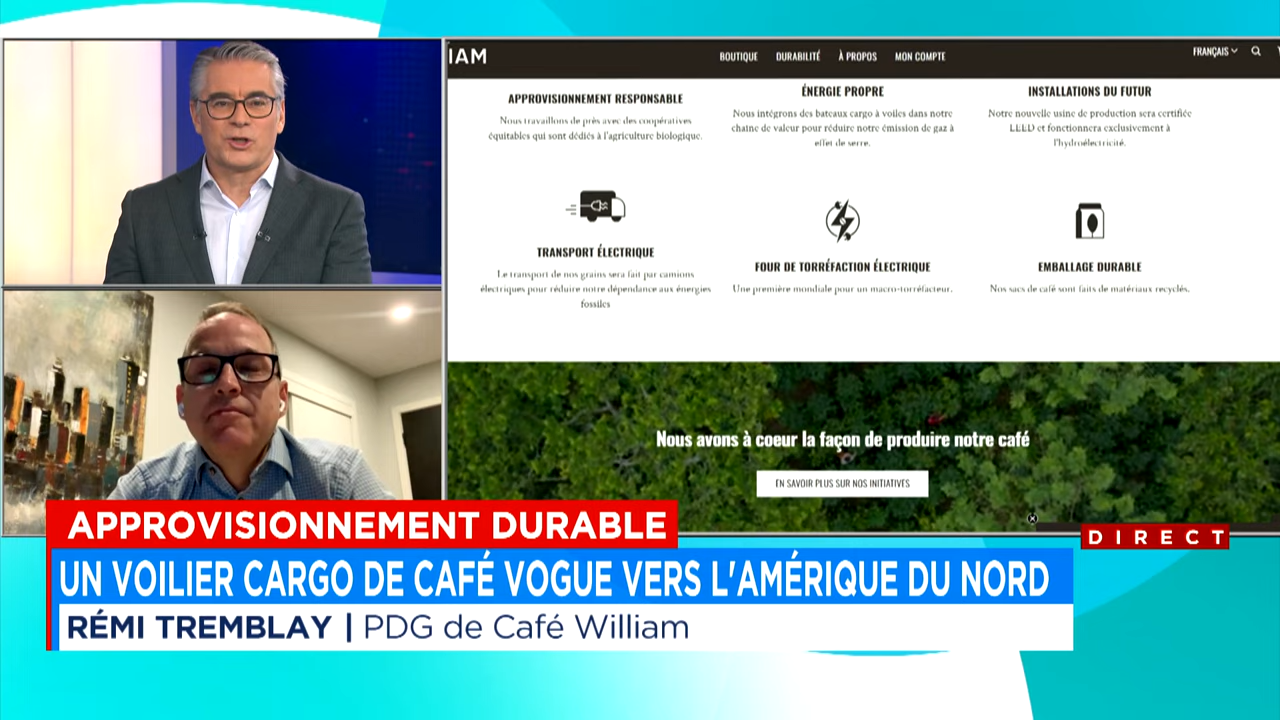 IAM
BOUTIQUE DURABILITÉ À PROPOS MON COMPTE
FRANÇAIS
APPROVISIONNEMENT RESPONSABLE
Nous travaillons de près avec des coopératives
équitables qui sont dédiés à l'agriculture biologique.
ÉNERGIE PROPRE
Nous intégrons des bateaux cargo à voiles dans notre
chaîne de valeur pour réduire notre émission de gaz à
effet de serre.
INSTALLATIONS DU FUTUR
Notre nouvelle usine de production sera certifiée
LEED et fonctionnera exclusivement à
l'hydroélectricité.
TRANSPORT ÉLECTRIQUE
Le transport de nos grains sera fait par camions
électriques pour réduire notre dépendance aux énergies
fossiles
FOUR DE TORRÉFACTION ÉLECTRIQUE
Une première mondiale pour un macro-torréfacteur.
EMBALLAGE DURABLE
Nos sacs de café sont faits de matériaux recyclés.
Nous avons à coeur la façon de produire notre café
EN SAVOIR PLUS SUR NOS INITIATIVES
APPROVISIONNEMENT DURABLE
DIRECT
UN VOILIER CARGO DE CAFÉ VOGUE VERS L'AMÉRIQUE DU NORD
RÉMI TREMBLAY | PDG de Café William